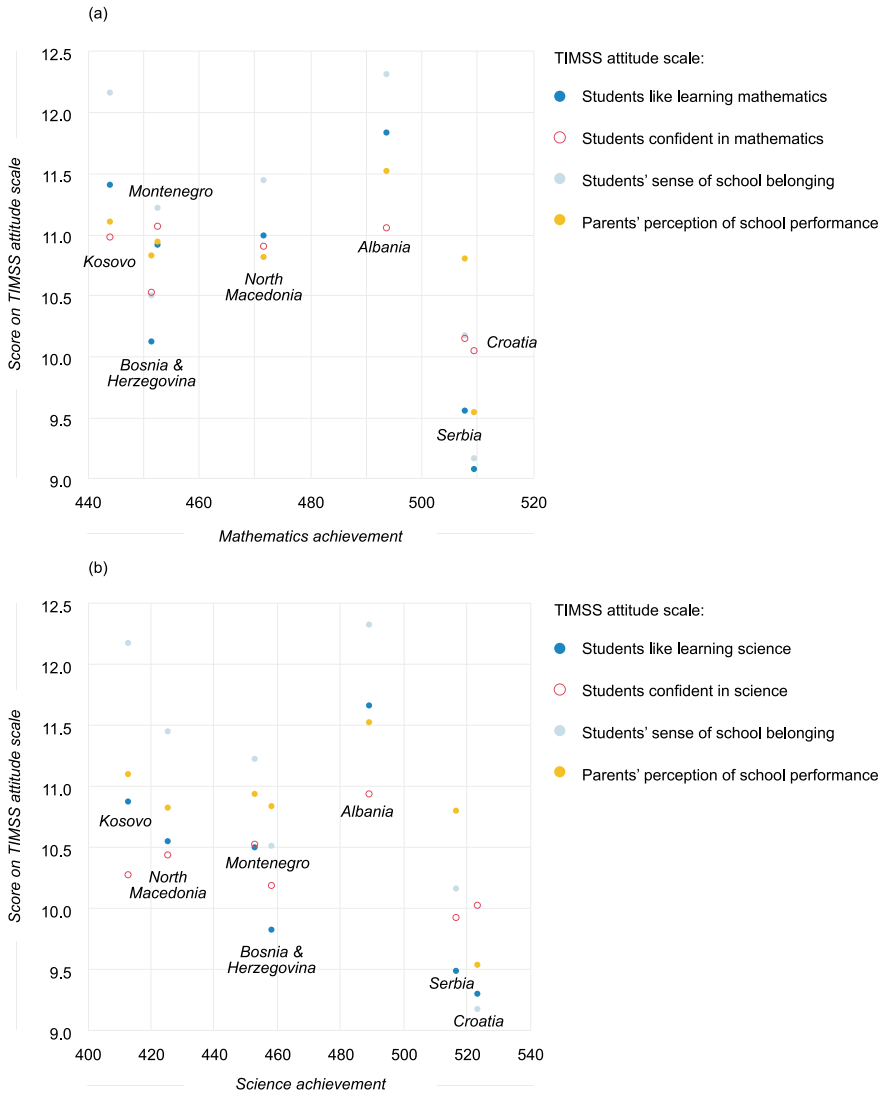 (a)
12.5
12.0
11.5
11.0
10.5
10.0
9.5
9.0
Score on TIMSS attitude scale
440
460
480
500
520
Mathematics achievement
Montenegro
Kosovo
Bosnia &
Herzegovina
North
Macedonia
Albania
Croatia
Serbia
TIMSS attitude scale:
Students like learning mathematics
Students confident in mathematics
Students’ sense of school belonging
Parents’ perception of school performance
(b)
12.5
12.0
11.5
11.0
10.5
10.0
9.5
9.0
Score on TIMSS attitude scale
400
420
440
460
480
500
520
540
Science achievement
Kosovo
North
Macedonia
Montenegro
Bosnia &
Herzegovina
Albania
Serbia
Croatia
TIMSS attitude scale:
Students like learning science
Students confident in science
Students’ sense of school belonging
Parents’ perception of school performance